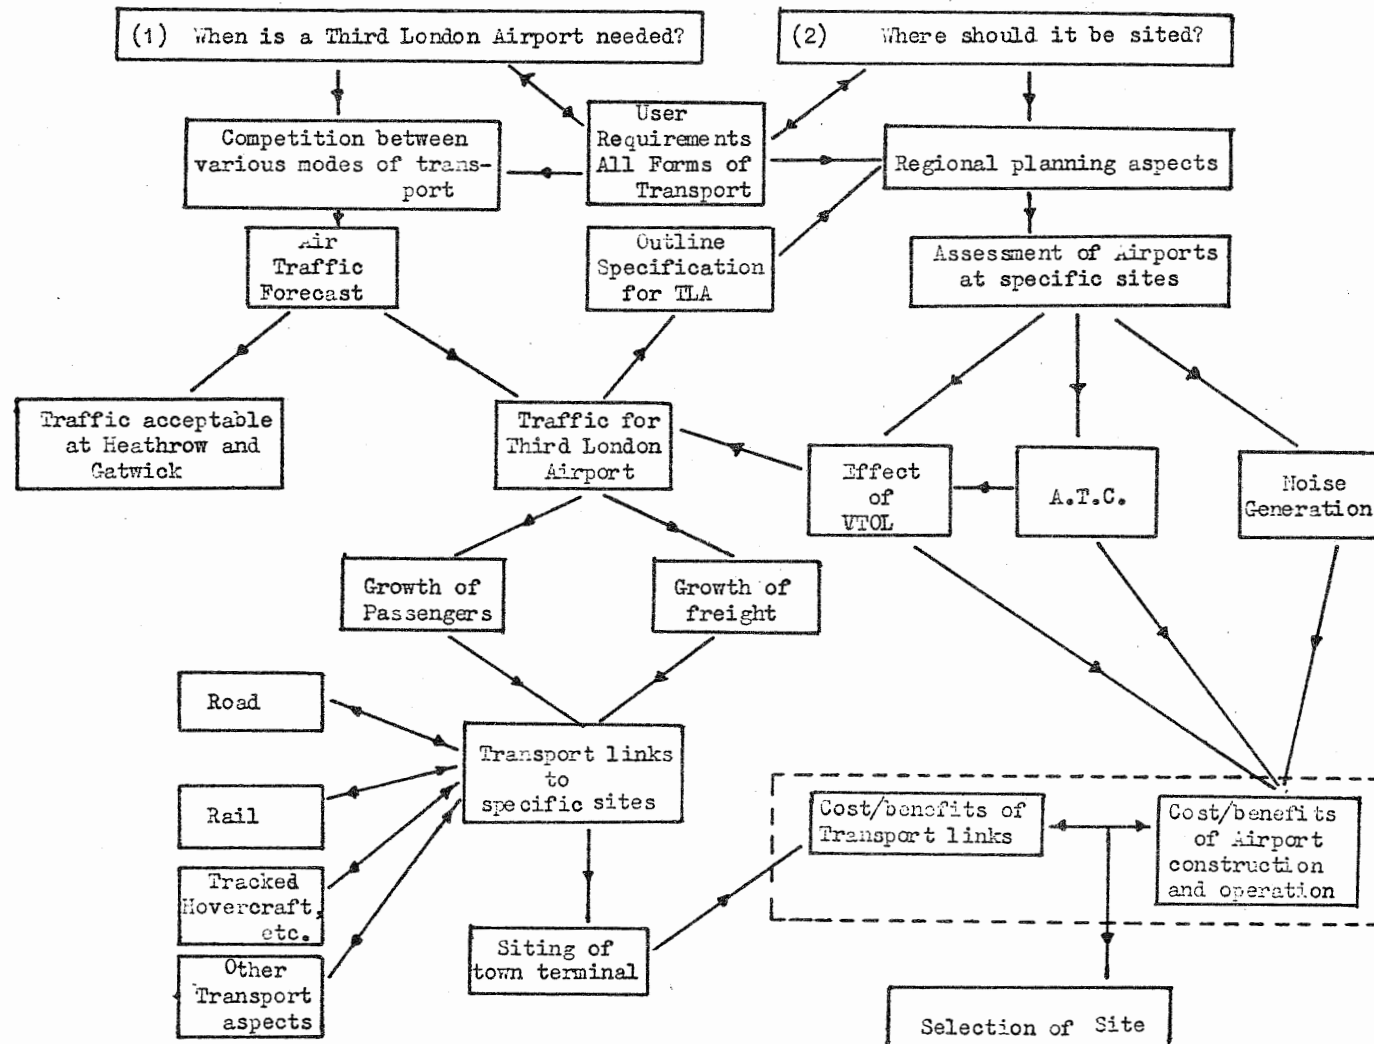 (1) When is a Third London Airport needed?
(2) Where should it be sited?
User
Requirements
All Forms of
Transport
Competition between
various modes of trans-
port
Regional planning aspects
Air
Traffic
Forecast
Outline
Specification
for TLA
Assessment of Airports
at specific sites
Traffic acceptable
at Heathrow and
Gatwick
Traffic for
Third London
Airport
Effect
of
VTOL
A.T.C.
Noise
Generation
Growth of
Passengers
Growth of
freight
Road
Rail
Tracked
Hovercraft,
etc.
Other
Transport
aspects
Transport links
to
specific sites
Siting of
town terminal
Cost/benefits of
Transport links
Cost/benefits
of Airport
construction
and operation
Selection of Site